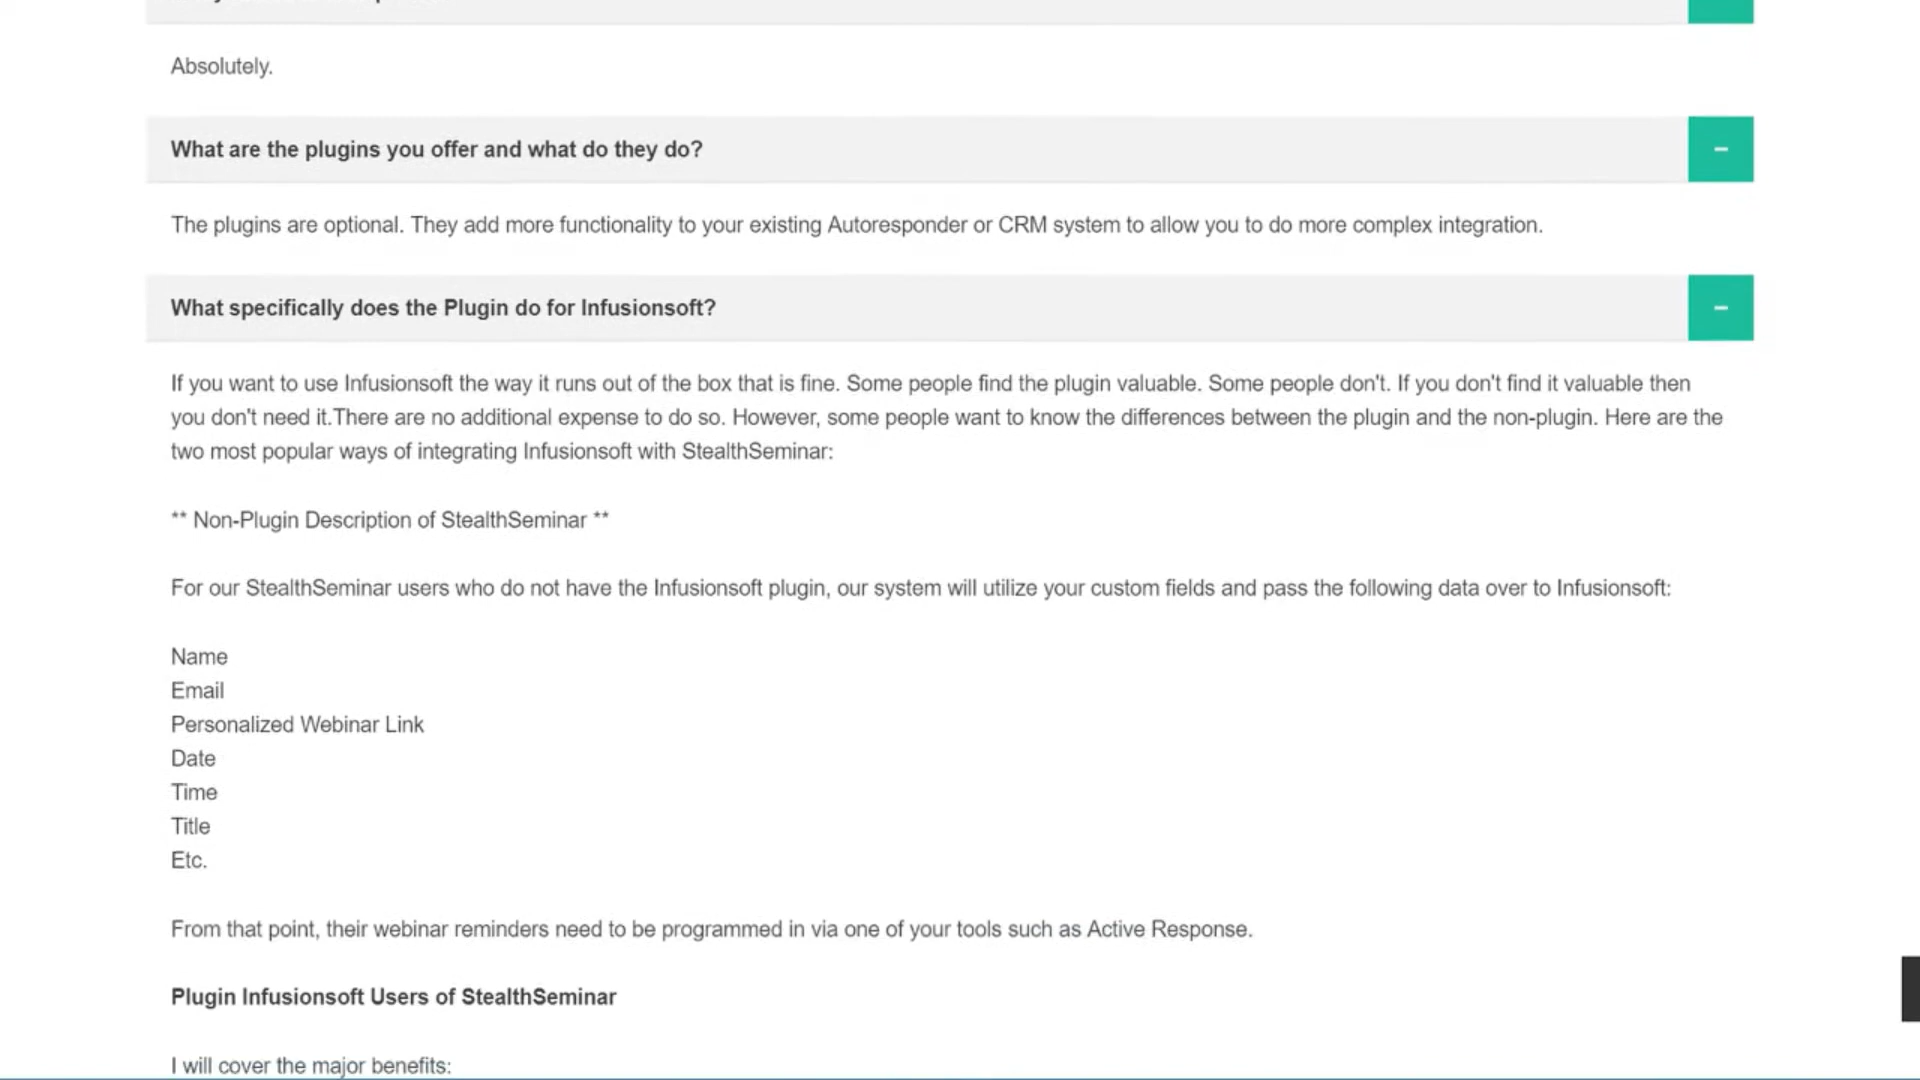 Absolutely.
What are the plugins you offer and what do they do?
The plugins are optional. They add more functionality to your existing Autoresponder or CRM system to allow you to do more complex integration.
What specifically does the Plugin do for Infusionsoft?
If you want to use Infusionsoft the way it runs out of the box that is fine. Some people find the plugin valuable. Some people don't. If you don't find it valuable then
you don't need it.There are no additional expense to do so. However, some people want to know the differences between the plugin and the non-plugin. Here are the
two most popular ways of integrating Infusionsoft with StealthSeminar:
** Non-Plugin Description of StealthSeminar **
For our StealthSeminar users who do not have the Infusionsoft plugin, our system will utilize your custom fields and pass the following data over to Infusionsoft:
Name
Email
Personalized Webinar Link
Date
Time
Title
Etc.
From that point, their webinar reminders need to be programmed in via one of your tools such as Active Response.
Plugin Infusionsoft Users of StealthSeminar
I will cover the major benefits: